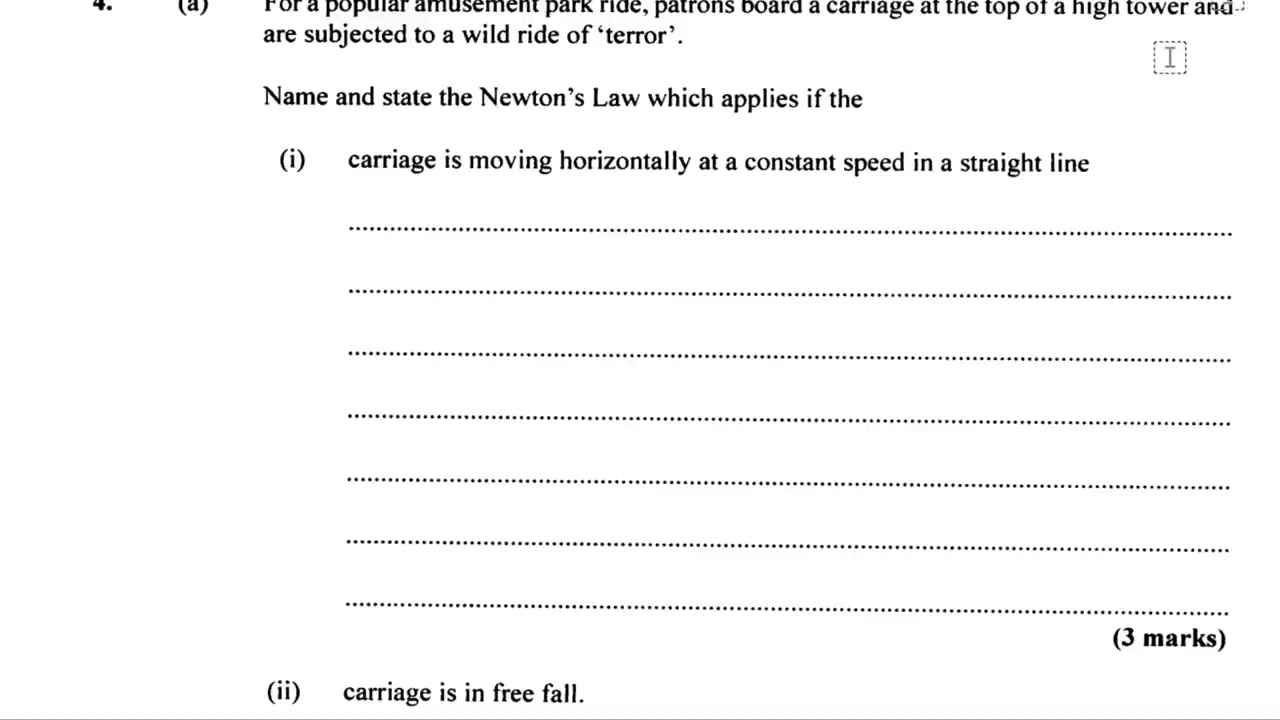 4. (a) For a popular amusement park ride, patrons board a carriage at the top of a high tower and
are subjected to a wild ride of ‘terror’.
Name and state the Newton’s Law which applies if the
(i) carriage is moving horizontally at a constant speed in a straight line
(3 marks)
(ii) carriage is in free fall.